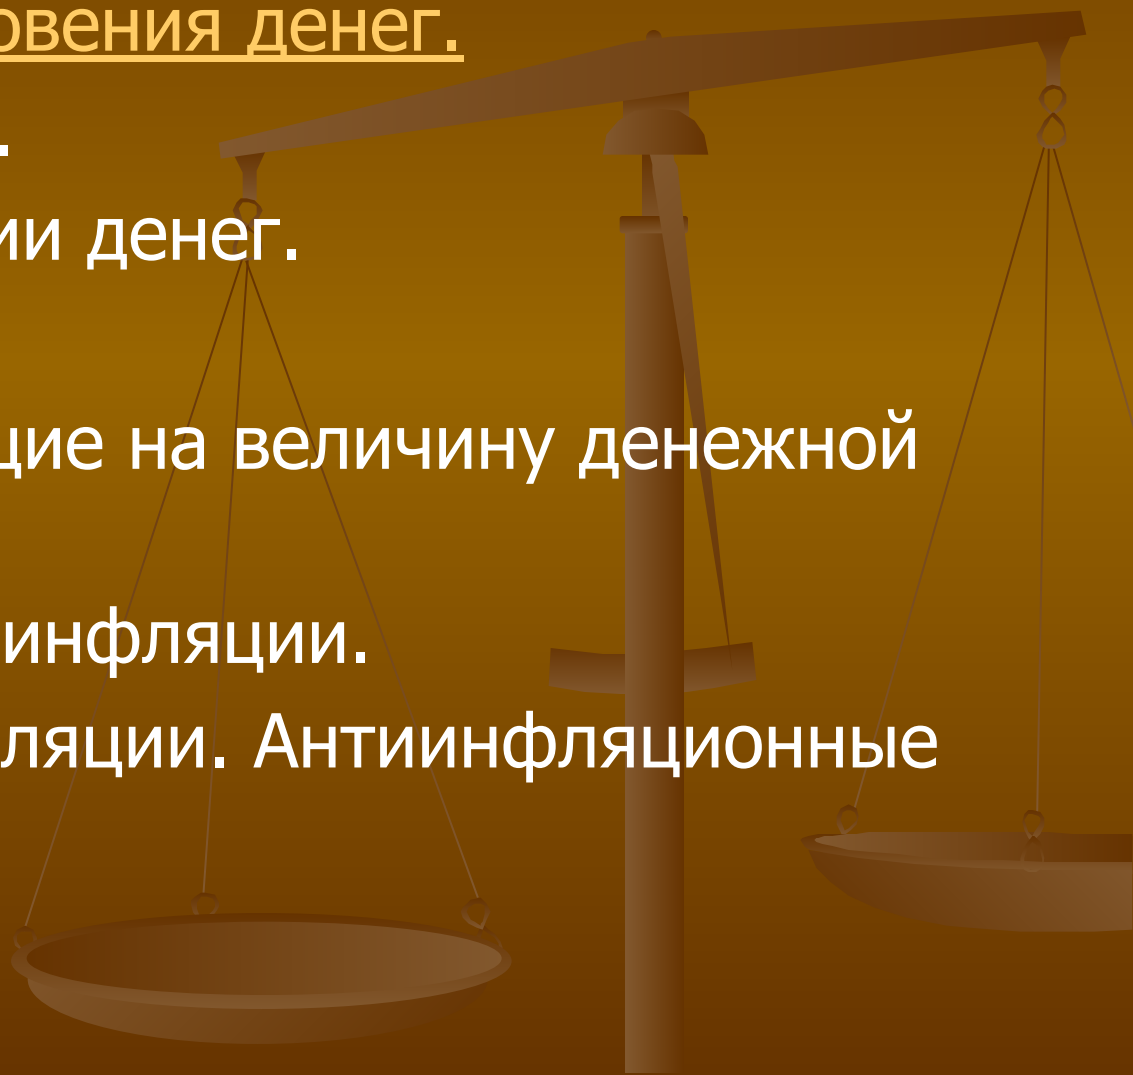 овения денег.
.
ии денег.
щие на величину денежной
инфляции.
ляции. Антиинфляционные